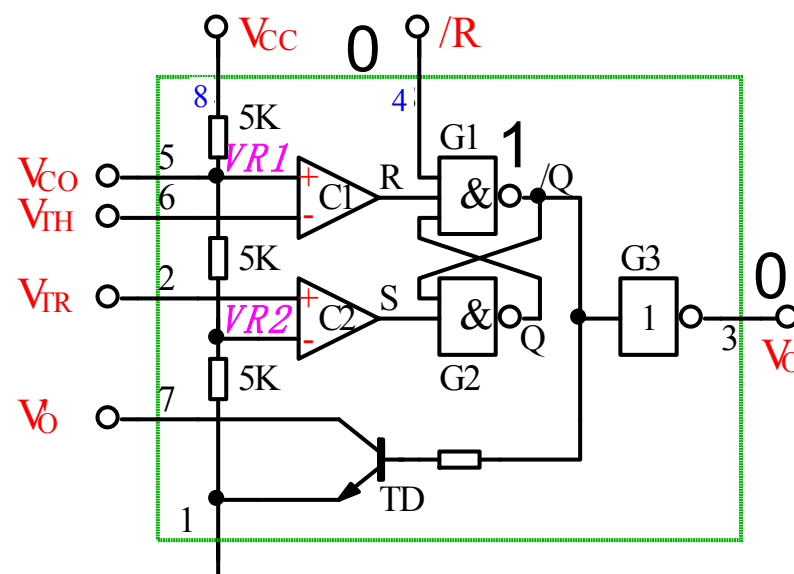 VCC
0
/R
8
4
5K
G1
1
VCO
5
VR1
+
C1
R
&
/Q
VTH
6
-
5K
G3
0
VTR
2
+
C2
S
&
1
3
VO
VR2
-
Q
G2
5K
V'O
7
TD
1